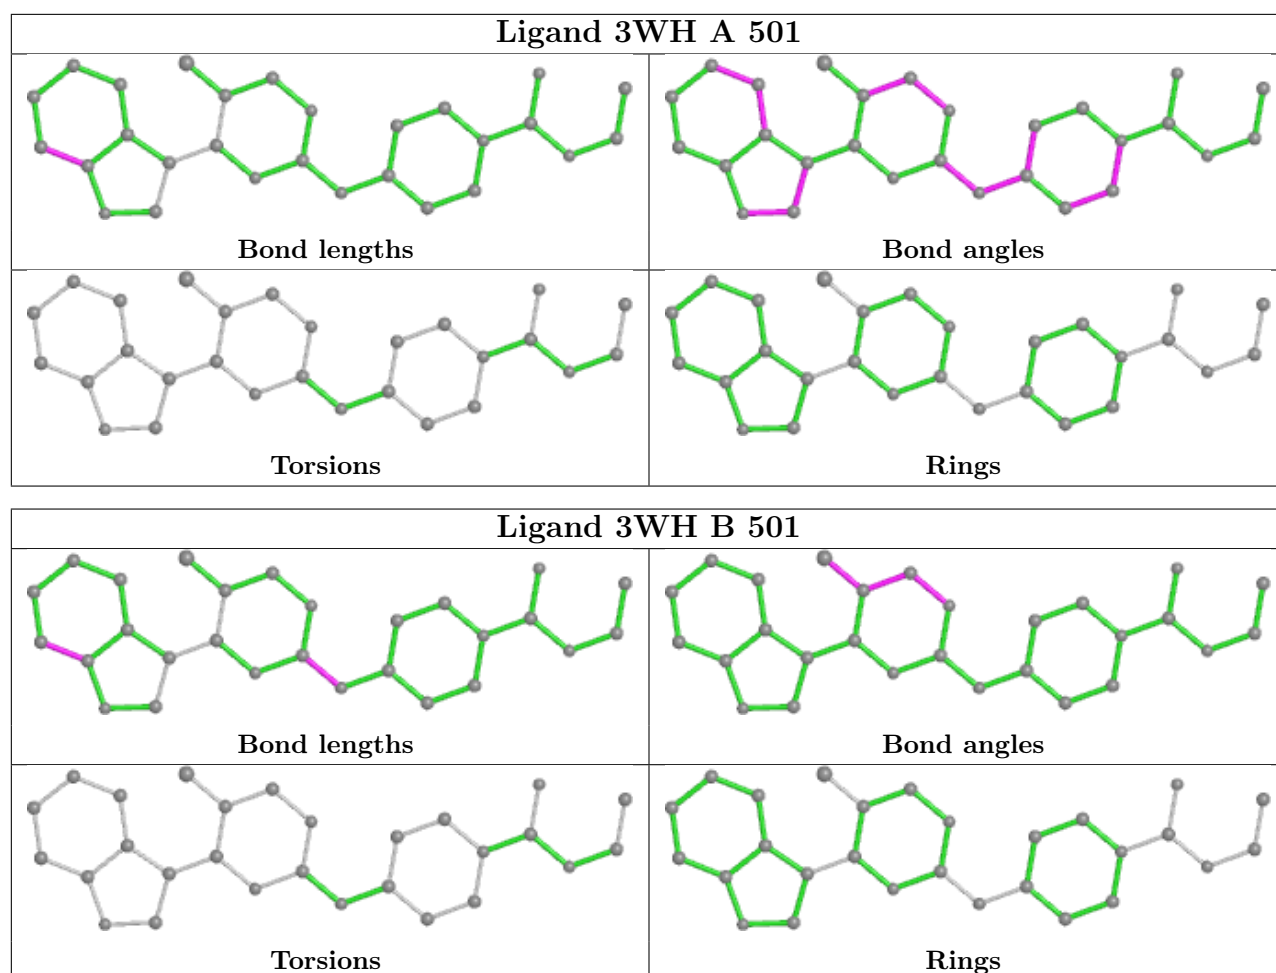 Ligand 3WH A 501
Bond lengths
Bond angles
Torsions
Rings
Ligand 3WH B 501
Bond lengths
Bond angles
Torsions
Rings